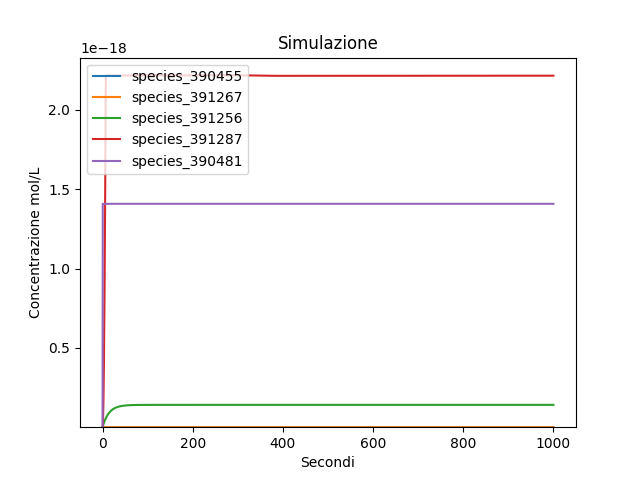 Simulazione
1e−18
species_390455
species_391267
species_391256
species_391287
species_390481
2.0
1.5
1.0
0.5
Concentrazione mol/L
0 200 400 600 800 1000
Secondi